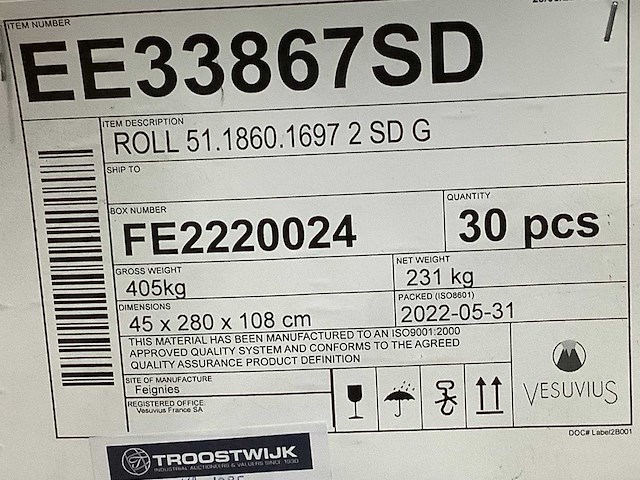 ITEM NUMBER
EE33867SD
ITEM DESCRIPTION
ROLL 51.1860.1697 2 SD G
SHIP TO
BOX NUMBER
FE2220024
QUANTITY
30 pcs
GROSS WEIGHT
405kg
NET WEIGHT
231 kg
DIMENSIONS
45 x 280 x 108 cm
PACKED (ISO8601)
2022-05-31
THIS MATERIAL HAS BEEN MANUFACTURED TO AN ISO9001:2000
APPROVED QUALITY SYSTEM AND CONFORMS TO THE AGREED
QUALITY ASSURANCE PRODUCT DEFINITION
SITE OF MANUFACTURE
Feignies
REGISTERED OFFICE
Vesuvius France SA
VESUVIUS
DOC# Label2B001
TROOSTWIJK
INDUSTRIAL AUCTIONEERS & VALUERS SINCE 1930